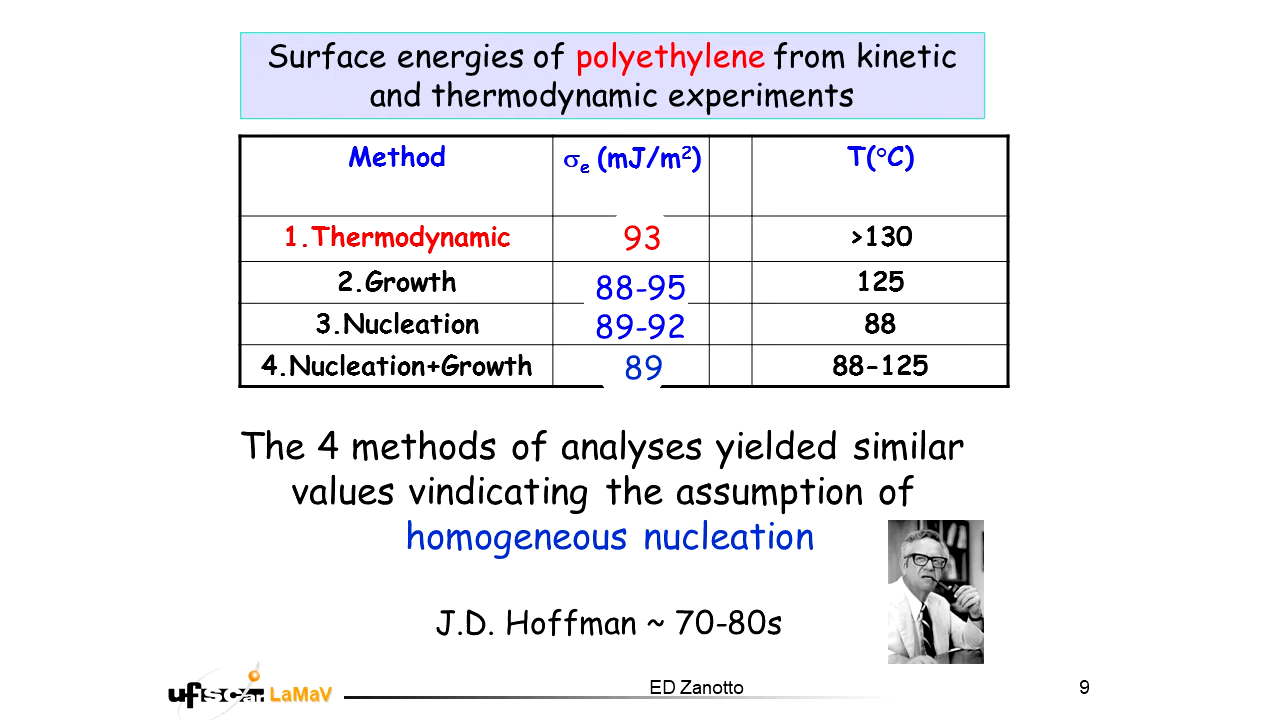 Surface energies of polyethylene from kinetic
and thermodynamic experiments
Method σe (mJ/m²) T(°C)
1.Thermodynamic 93 >130
2.Growth 88-95 125
3.Nucleation 89-92 88
4.Nucleation+Growth 89 88-125
The 4 methods of analyses yielded similar
values vindicating the assumption of
homogeneous nucleation
J.D. Hoffman ~ 70-80s
ufscar LaMaV ED Zanotto 9